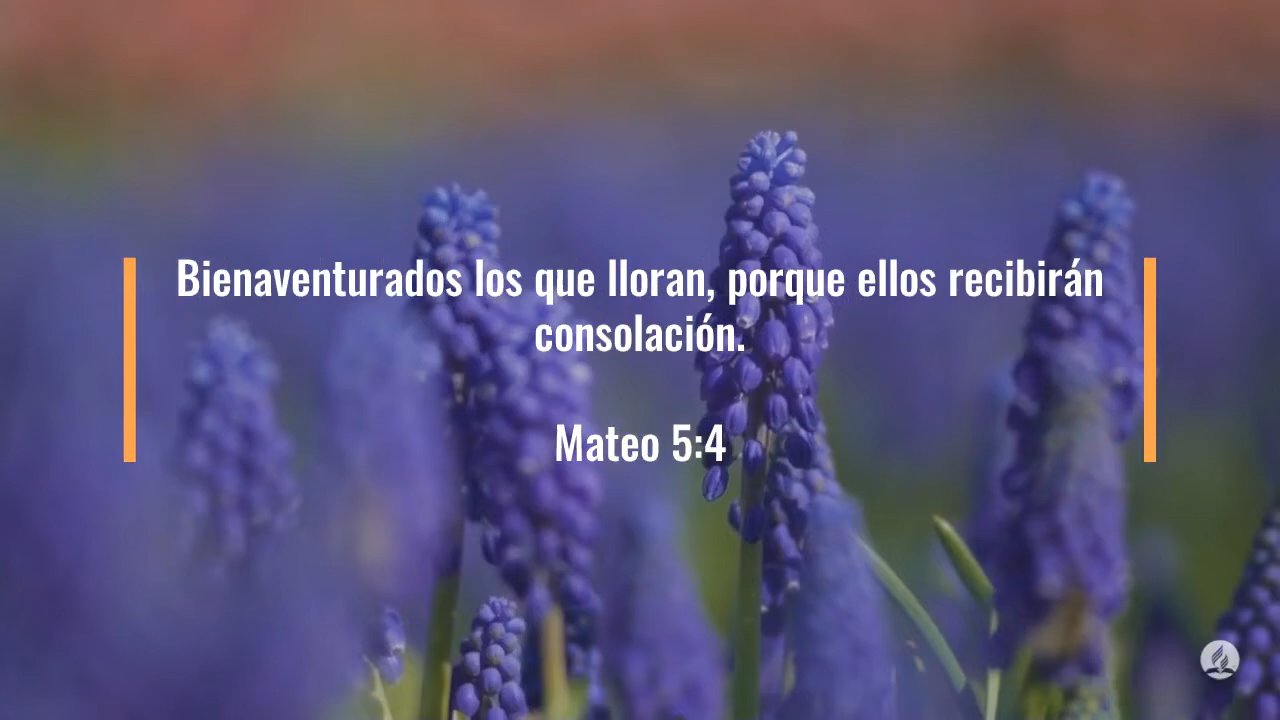 Bienaventurados los que lloran, porque ellos recibirán
consolación.
Mateo 5:4